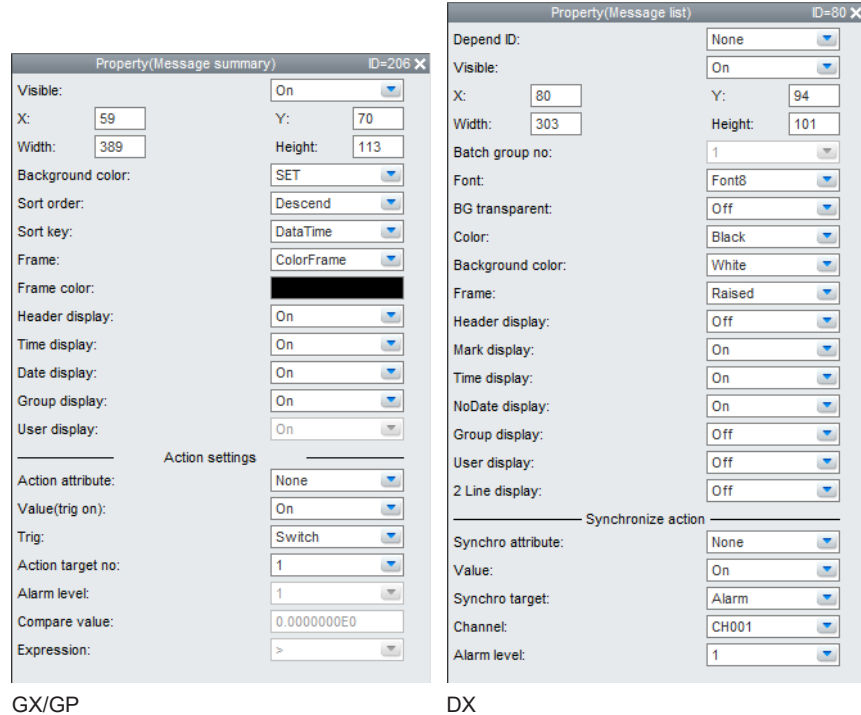 Property(Message summary) ID=206
Visible: On
X: 59 Y: 70
Width: 389 Height: 113
Background color: SET
Sort order: Descend
Sort key: DataTime
Frame: ColorFrame
Frame color:
Header display: On
Time display: On
Date display: On
Group display: On
User display: On
Action settings
Action attribute: None
Value(trig on): On
Trig: Switch
Action target no: 1
Alarm level: 1
Compare value: 0.0000000E0
Expression: >
GX/GP
Property(Message list) ID=80
Depend ID: None
Visible: On
X: 80 Y: 94
Width: 303 Height: 101
Batch group no: 1
Font: Font8
BG transparent: Off
Color: Black
Background color: White
Frame: Raised
Header display: Off
Mark display: On
Time display: On
NoDate display: On
Group display: Off
User display: Off
2 Line display: Off
Synchronize action
Synchro attribute: None
Value: On
Synchro target: Alarm
Channel: CH001
Alarm level: 1
DX